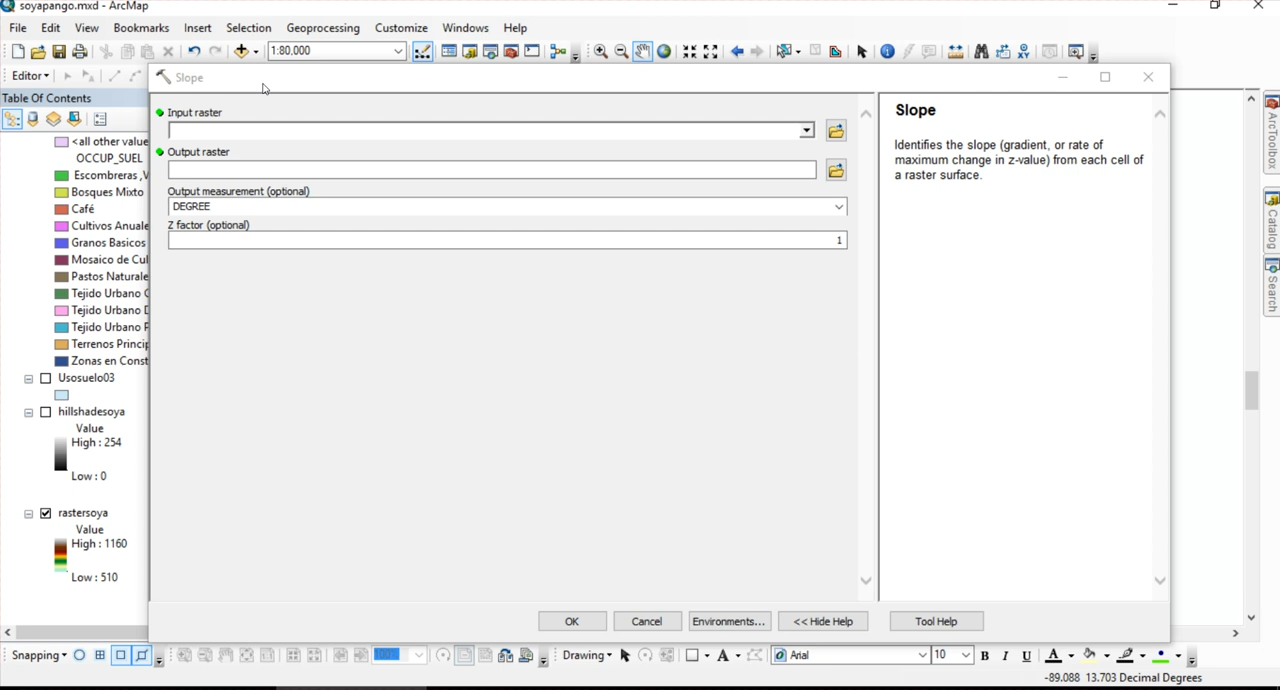 soyapango.mxd - ArcMap
File Edit View Bookmarks Insert Selection Geoprocessing Customize Windows Help
1:80,000
Editor
Slope
Table Of Contents
<all other value
OCCUP_SUEL
Escombreras ,V
Bosques Mixto
Café
Cultivos Anuale
Granos Basicos
Mosaico de Cul
Pastos Naturale
Tejido Urbano C
Tejido Urbano D
Tejido Urbano P
Terrenos Princip
Zonas en Const
Usosuelo03
hillshadesoya
Value
High : 254
Low : 0
rastersoya
Value
High : 1160
Low : 510
Input raster
Output raster
Output measurement (optional)
DEGREE
Z factor (optional)
1
Slope
Identifies the slope (gradient, or rate of
maximum change in z-value) from each cell of
a raster surface.
OK Cancel Environments... << Hide Help Tool Help
ArcToolbox
Catalog
Search
Snapping Drawing A Arial 10 B I U A
-89.088 13.703 Decimal Degrees